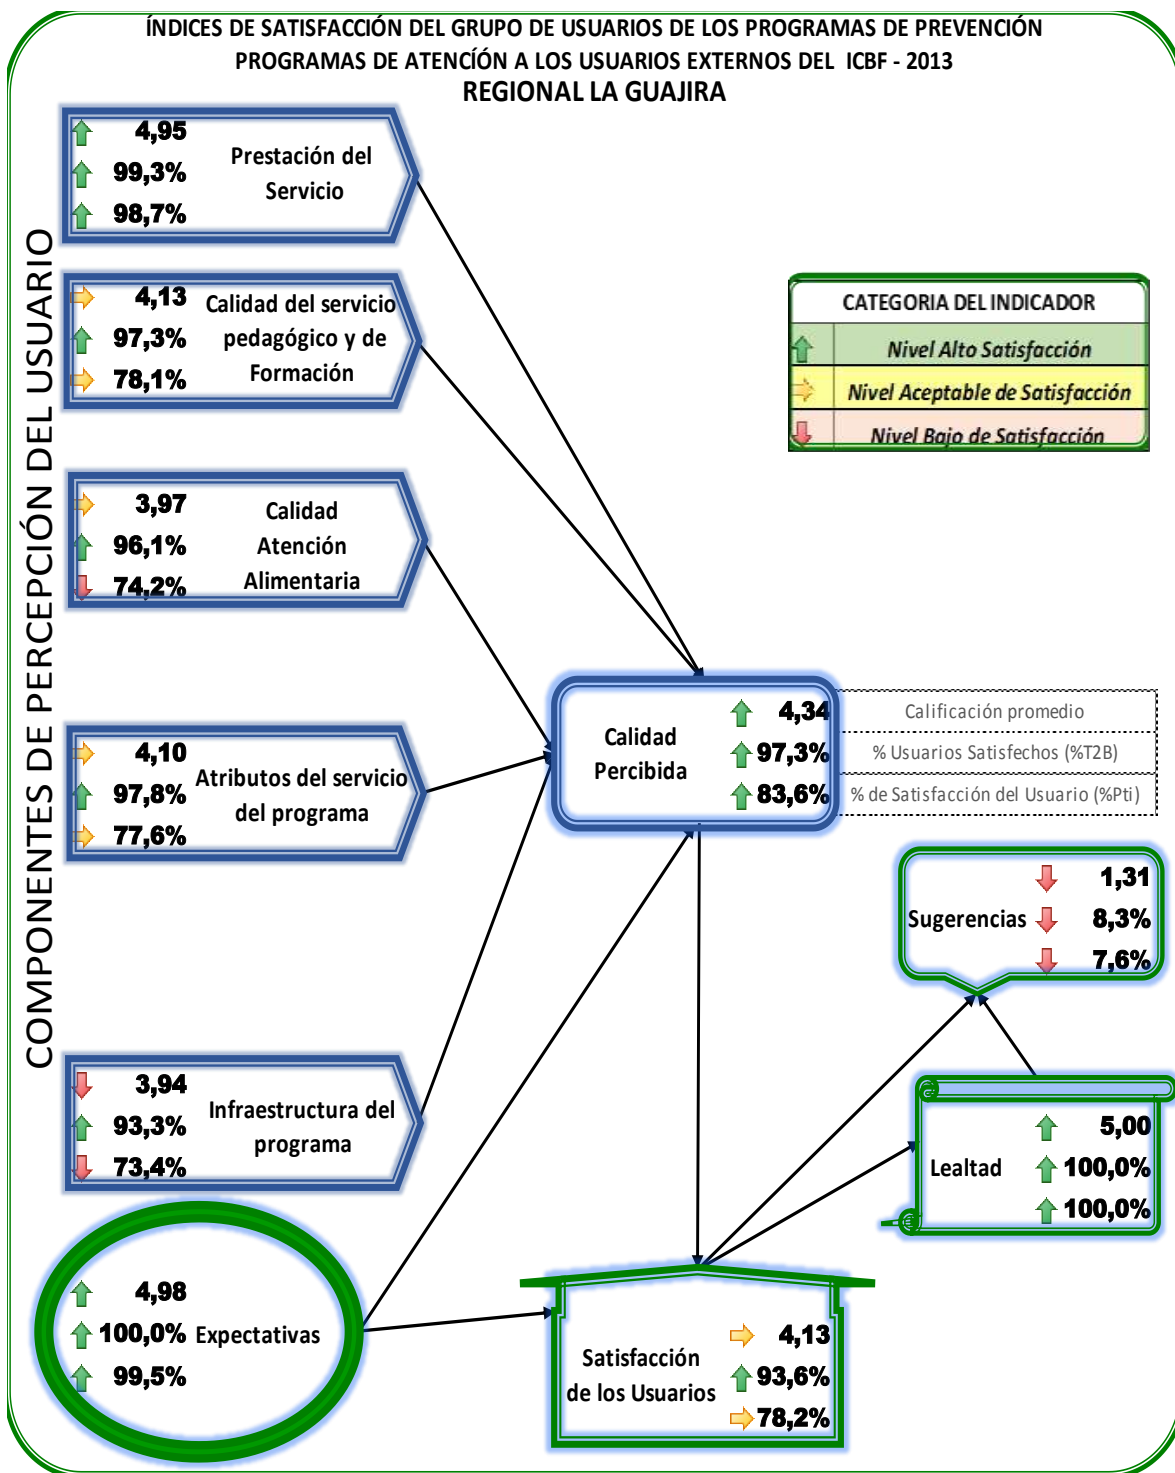 ÍNDICES DE SATISFACCIÓN DEL GRUPO DE USUARIOS DE LOS PROGRAMAS DE PREVENCIÓN
PROGRAMAS DE ATENCÍÓN A LOS USUARIOS EXTERNOS DEL ICBF - 2013
REGIONAL LA GUAJIRA
COMPONENTES DE PERCEPCIÓN DEL USUARIO
4,95
99,3%
98,7%
Prestación del
Servicio
4,13
97,3%
78,1%
Calidad del servicio
pedagógico y de
Formación
CATEGORIA DEL INDICADOR
Nivel Alto Satisfacción
Nivel Aceptable de Satisfacción
Nivel Bajo de Satisfacción
3,97
96,1%
74,2%
Calidad
Atención
Alimentaria
4,10
97,8%
77,6%
Atributos del servicio
del programa
Calidad
Percibida
4,34
97,3%
83,6%
Calificación promedio
% Usuarios Satisfechos (%T2B)
% de Satisfacción del Usuario (%Pti)
Sugerencias
1,31
8,3%
7,6%
3,94
93,3%
73,4%
Infraestructura del
programa
Lealtad
5,00
100,0%
100,0%
4,98
100,0%
99,5%
Expectativas
Satisfacción
de los Usuarios
4,13
93,6%
78,2%